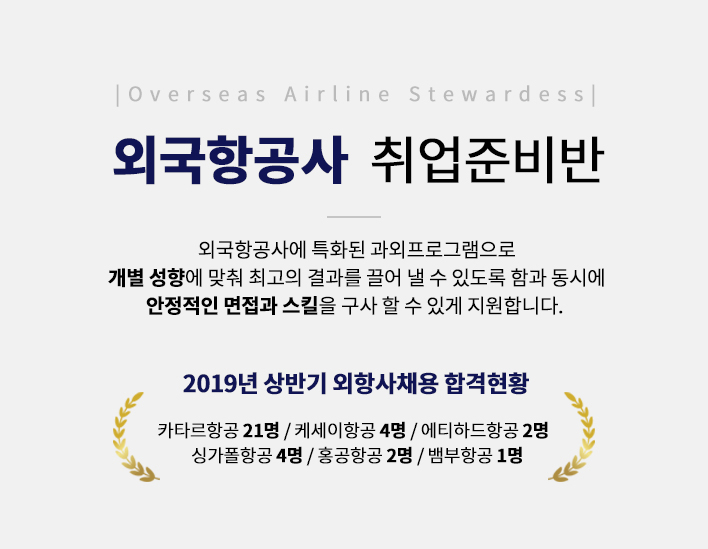 |Overseas Airline Stewardess|
외국항공사 취업준비반
외국항공사에 특화된 과외프로그램으로
개별 성향에 맞춰 최고의 결과를 끌어 낼 수 있도록 함과 동시에
안정적인 면접과 스킬을 구사 할 수 있게 지원합니다.
2019년 상반기 외항사채용 합격현황
카타르항공 21명 / 케세이항공 4명 / 에티하드항공 2명
싱가폴항공 4명 / 홍공항공 2명 / 뱀부항공 1명